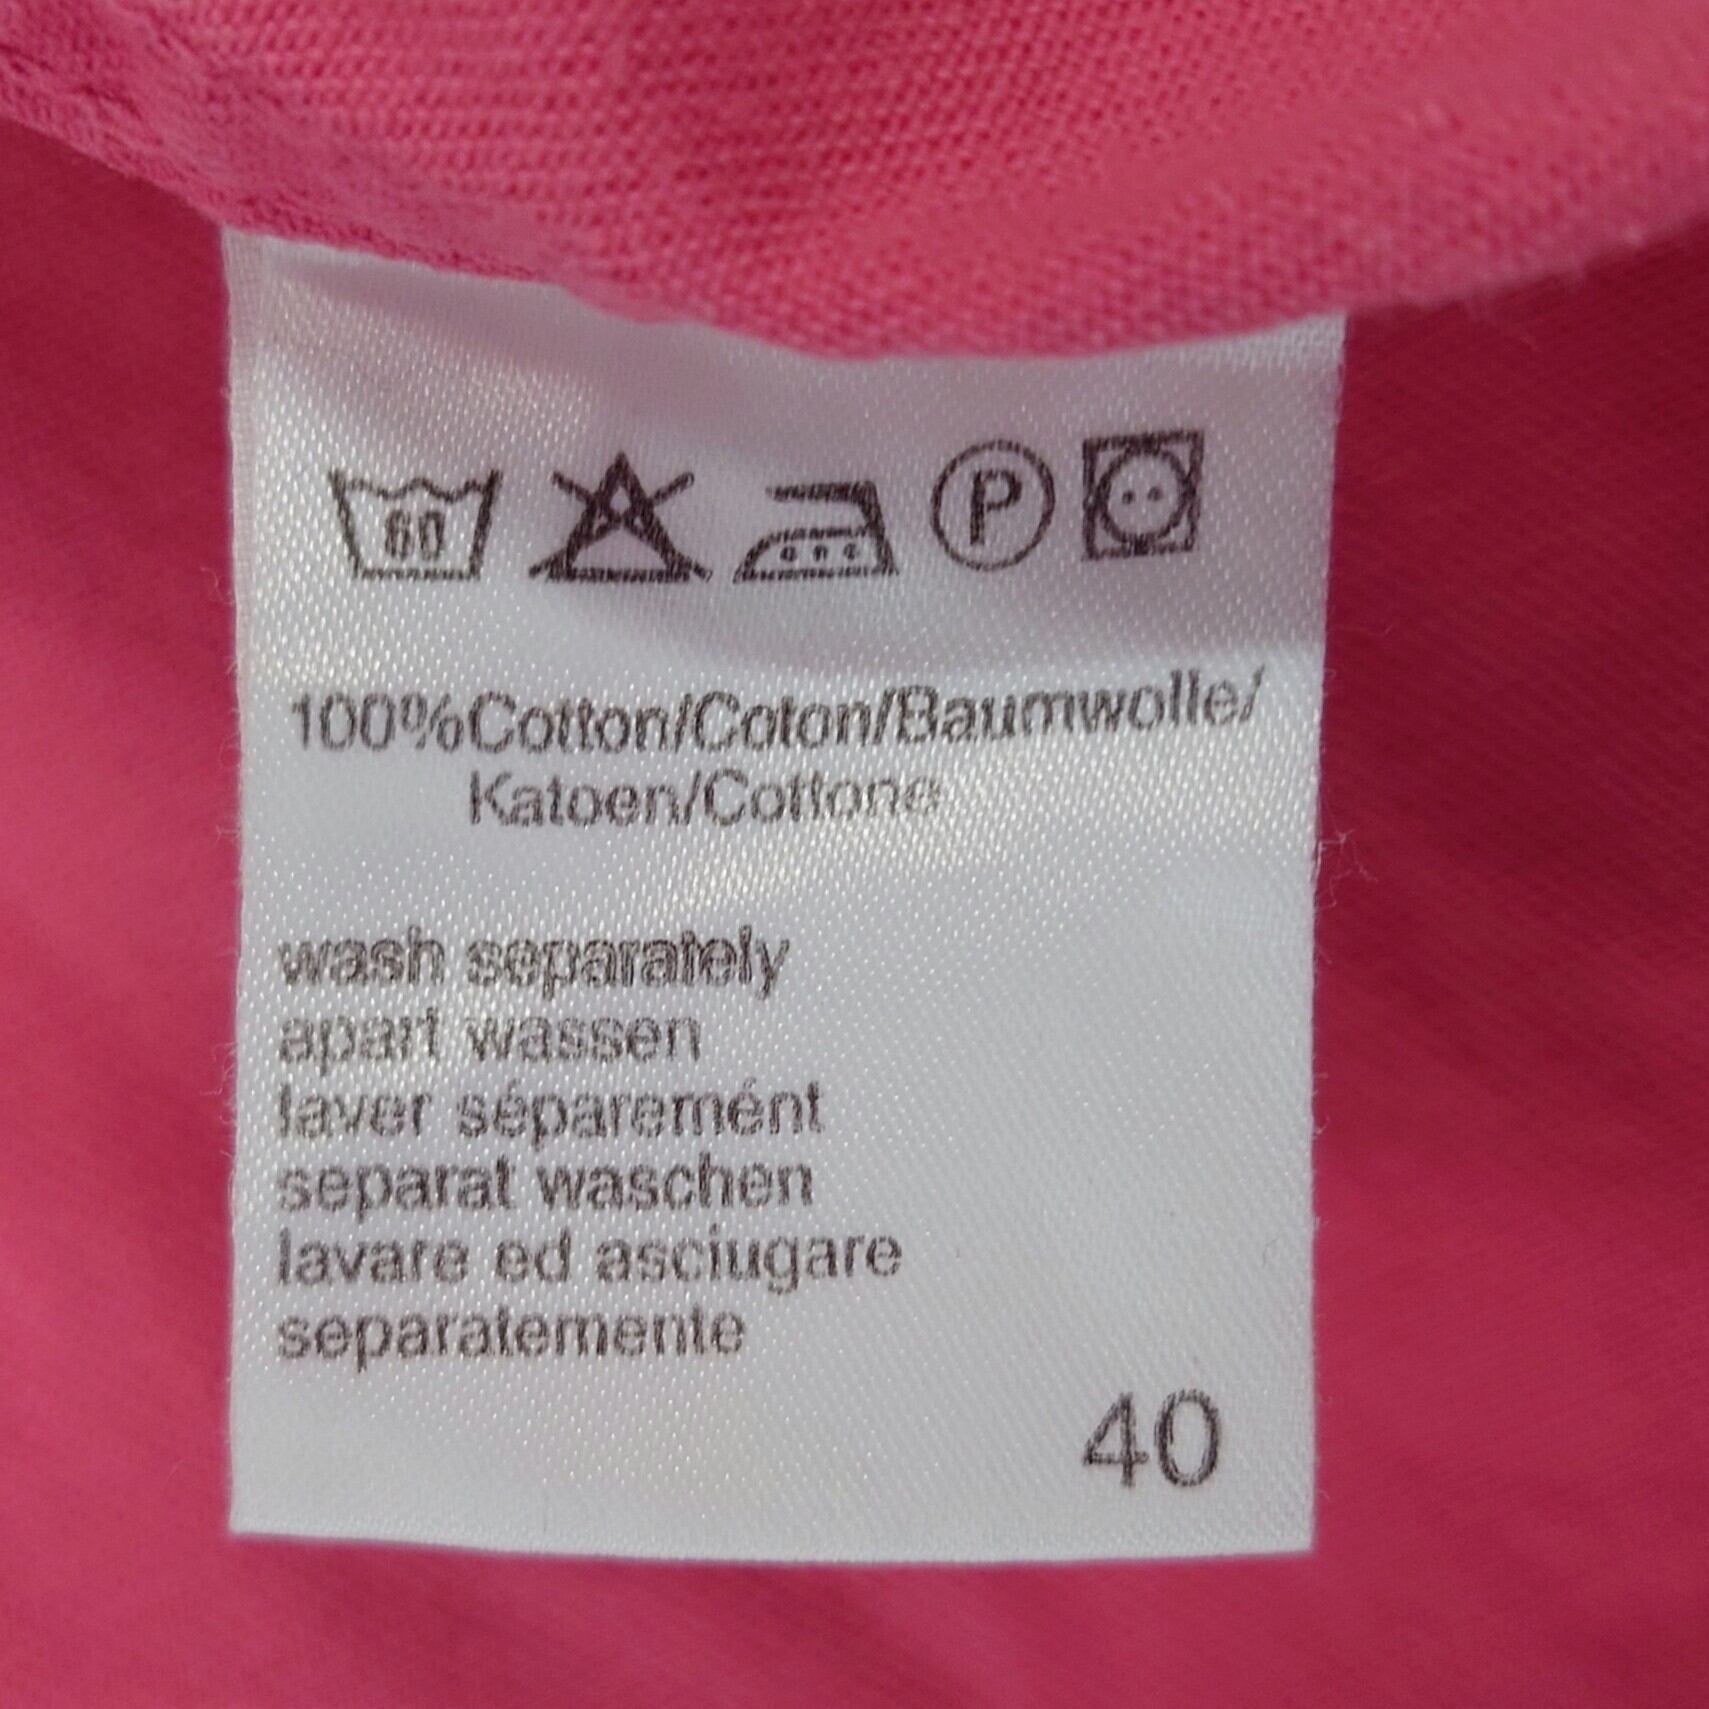 60
P
100%Cotton/Coton/Baumwolle/
Katoen/Cottone
wash separately
apart wassen
laver séparemént
separat waschen
lavare ed asciugare
separatemente
40